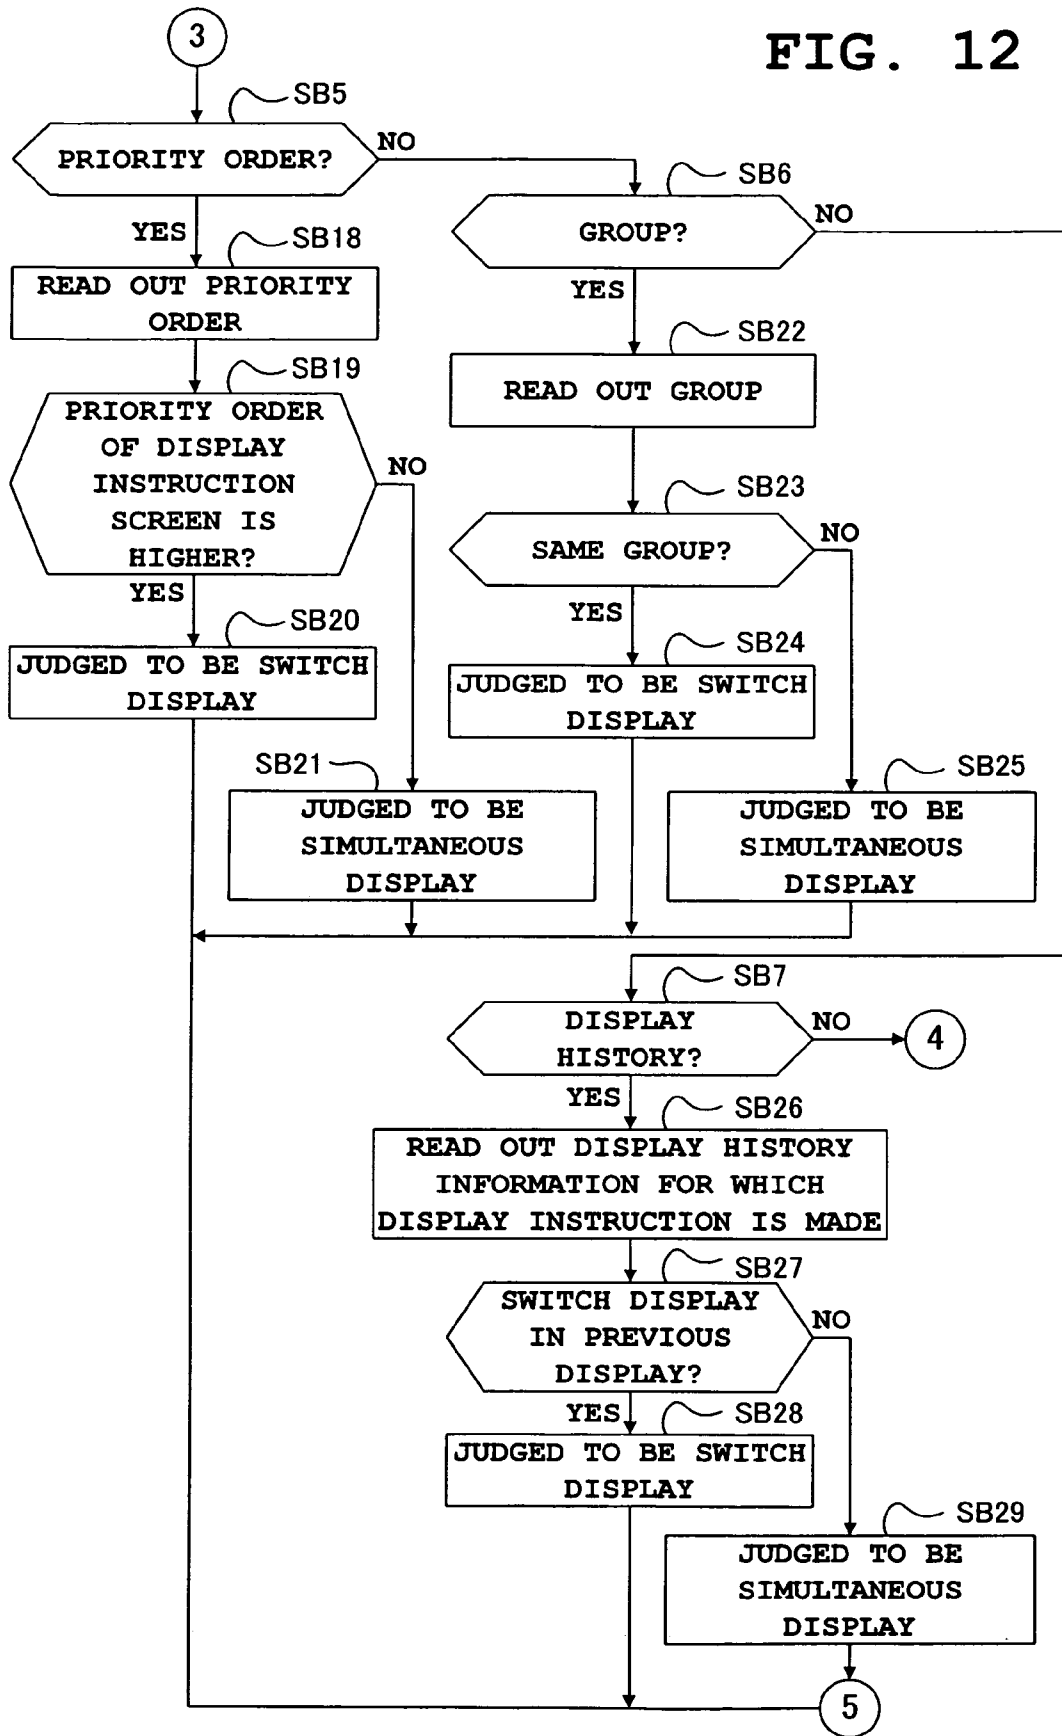 FIG. 12
3
SB5
PRIORITY ORDER?
NO
YES
SB18
READ OUT PRIORITY
ORDER
SB19
PRIORITY ORDER
OF DISPLAY
INSTRUCTION
SCREEN IS
HIGHER?
NO
YES
SB20
JUDGED TO BE SWITCH
DISPLAY
SB21
JUDGED TO BE
SIMULTANEOUS
DISPLAY
SB6
GROUP?
NO
YES
SB22
READ OUT GROUP
SB23
SAME GROUP?
NO
YES
SB24
JUDGED TO BE SWITCH
DISPLAY
SB25
JUDGED TO BE
SIMULTANEOUS
DISPLAY
SB7
DISPLAY
HISTORY?
NO
4
YES
SB26
READ OUT DISPLAY HISTORY
INFORMATION FOR WHICH
DISPLAY INSTRUCTION IS MADE
SB27
SWITCH DISPLAY
IN PREVIOUS
DISPLAY?
NO
YES
SB28
JUDGED TO BE SWITCH
DISPLAY
SB29
JUDGED TO BE
SIMULTANEOUS
DISPLAY
5